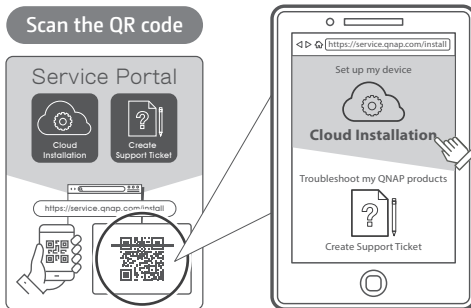 Scan the QR code
Service Portal
Cloud
Installation
Create
Support Ticket
https://service.qnap.com/install
https://service.qnap.com/install
Set up my device
Cloud Installation
Troubleshoot my QNAP products
Create Support Ticket